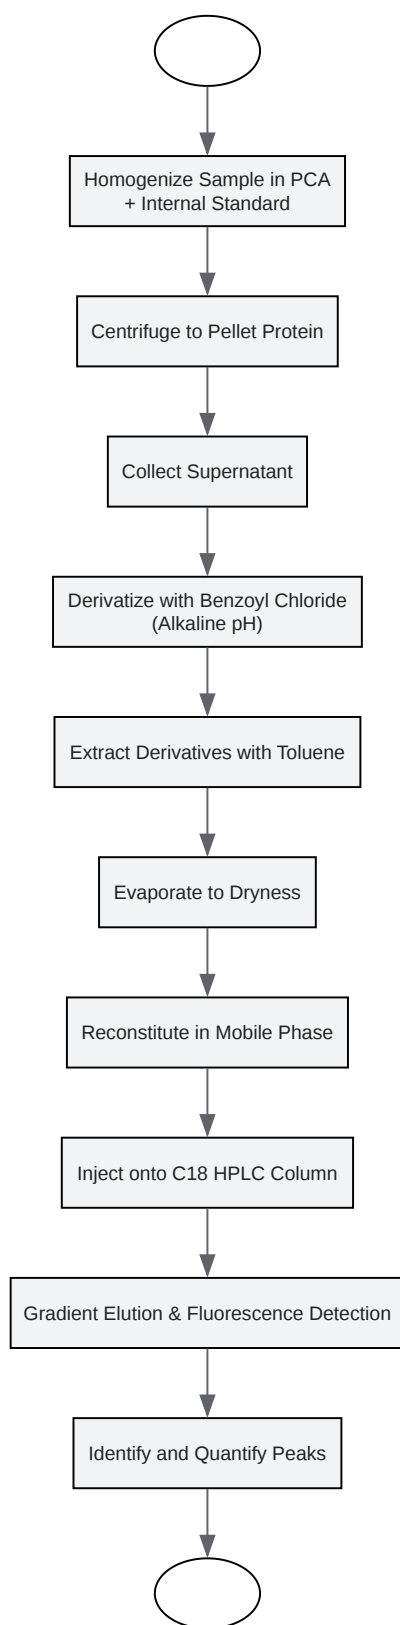 Homogenize Sample in PCA
+ Internal Standard
Centrifuge to Pellet Protein
Collect Supernatant
Derivatize with Benzoyl Chloride
(Alkaline pH)
Extract Derivatives with Toluene
Evaporate to Dryness
Reconstitute in Mobile Phase
Inject onto C18 HPLC Column
Gradient Elution & Fluorescence Detection
Identify and Quantify Peaks